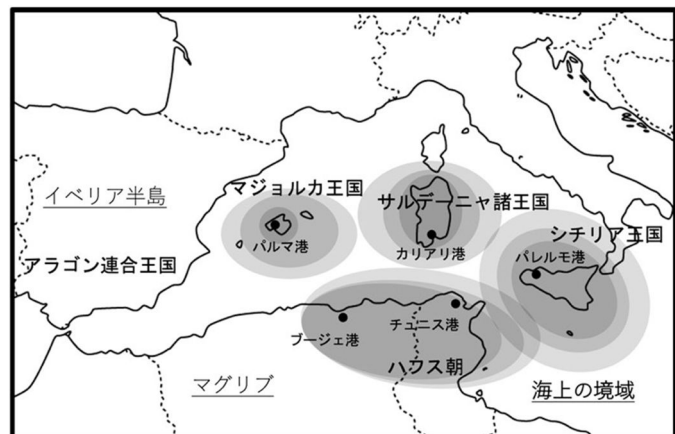 マジョルカ王国
サルデーニャ諸王国
イベリア半島
シチリア王国
パルマ港
カリアリ港
パレルモ港
アラゴン連合王国
チュニス港
ブージェ港
ハフス朝
マグリブ
海上の境域